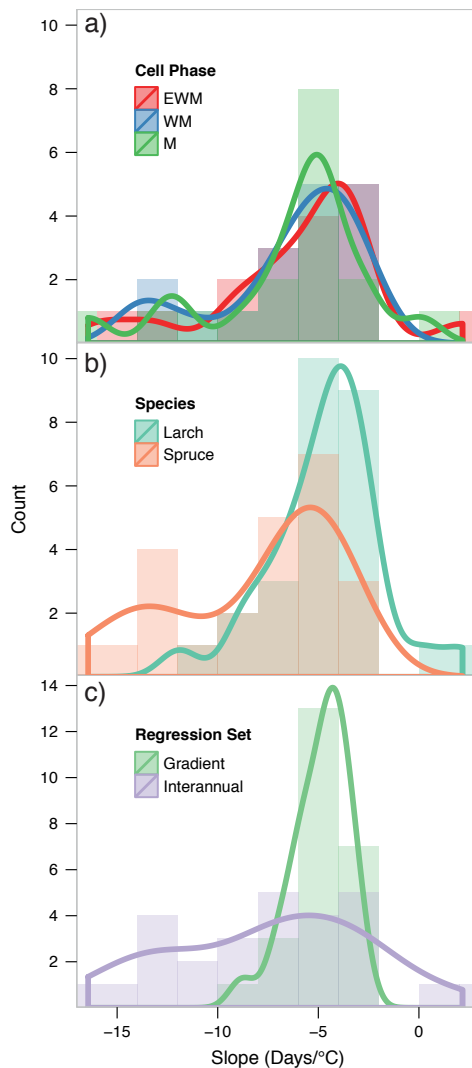 a)
10
8
6
4
2
Cell Phase
EWM
WM
M
b)
10
8
6
4
2
Species
Larch
Spruce
Count
c)
14
12
10
8
6
4
2
Regression Set
Gradient
Interannual
−15 −10 −5 0
Slope (Days/°C)